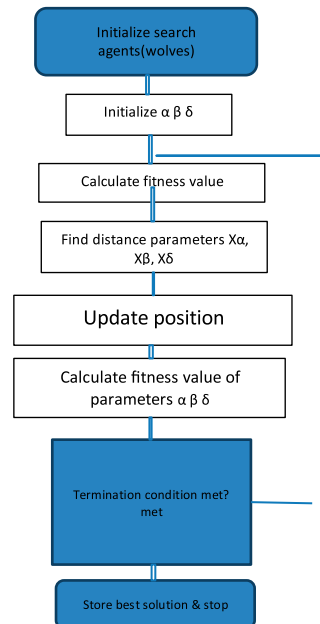 Initialize search
agents(wolves)
Initialize α β δ
Calculate fitness value
Find distance parameters Xα,
Xβ, Xδ
Update position
Calculate fitness value of
parameters α β δ
Termination condition met?
met
Store best solution & stop